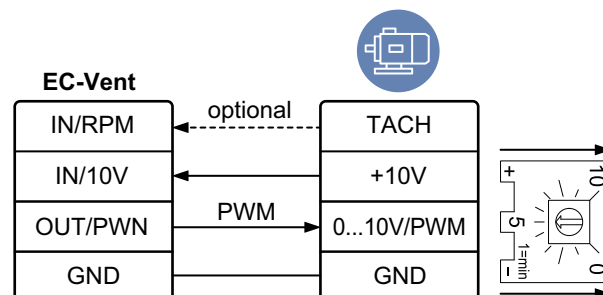 EC-Vent
IN/RPM
optional
TACH
IN/10V
+10V
OUT/PWN
PWM
0...10V/PWM
GND
GND
+
5
-
1=min
10
0